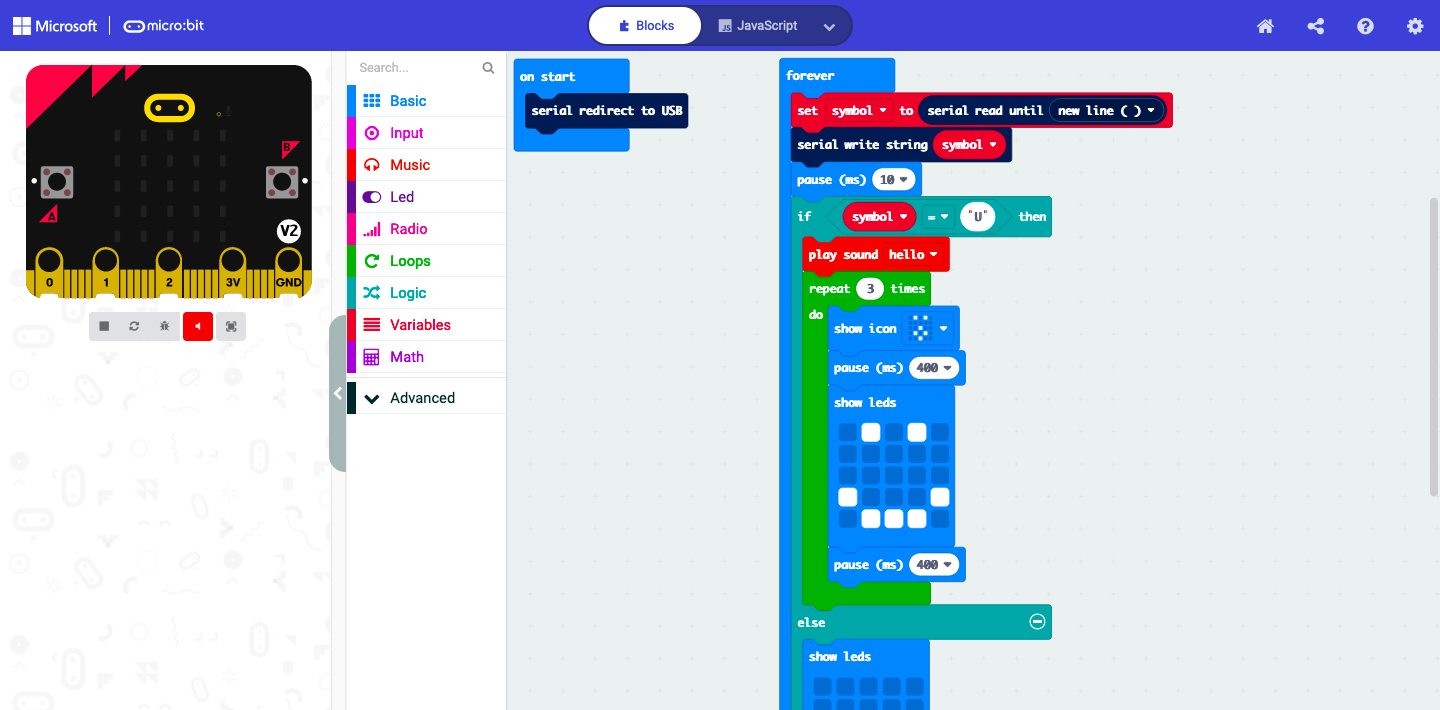 Microsoft micro:bit
Blocks JavaScript
B
A
V2
0 1 2 3V GND
Search...
Basic
Input
Music
Led
Radio
Loops
Logic
Variables
Math
Advanced
on start
serial redirect to USB
forever
set symbol to serial read until new line ( )
serial write string symbol
pause (ms) 10
if symbol = "U" then
play sound hello
repeat 3 times
do
show icon
pause (ms) 400
show leds
pause (ms) 400
else
show leds